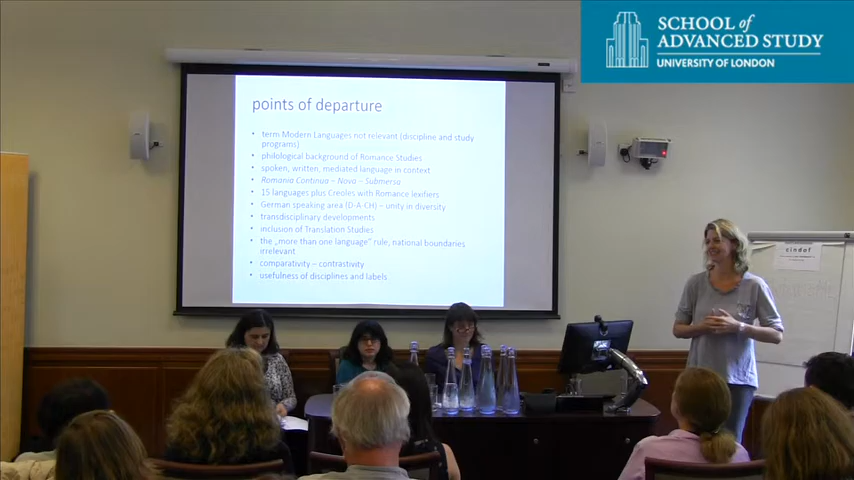 SCHOOL of
ADVANCED STUDY
UNIVERSITY OF LONDON
points of departure
• term Modern Languages not relevant (discipline and study
programs)
• philological background of Romance Studies
• spoken, written, mediated language in context
• Romania Continua – Nova – Submersa
• 15 languages plus Creoles with Romance lexifiers
• German speaking area (D-A-CH) – unity in diversity
• transdisciplinary developments
• inclusion of Translation Studies
• the „more than one language" rule, national boundaries
irrelevant
• comparativity – contrastivity
• usefulness of disciplines and labels